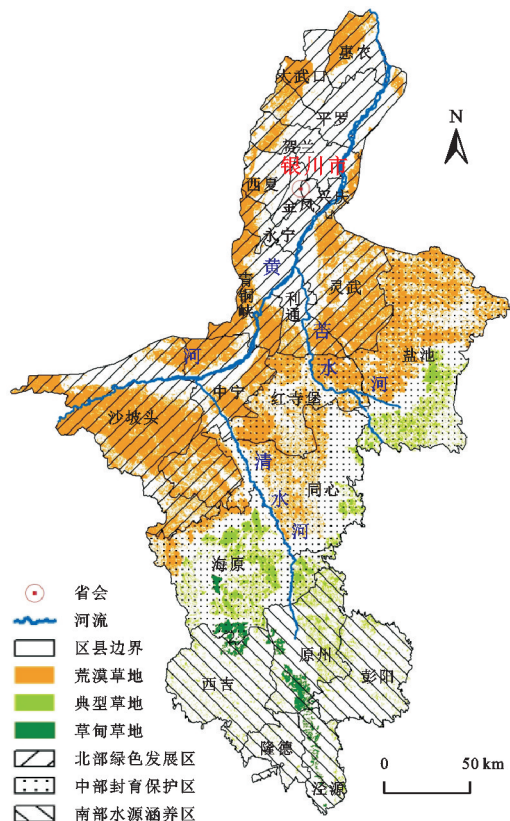 惠农
大武口
平罗
N
贺兰
银川市
西夏
兴庆
金凤
永宁
黄
青铜峡
灵武
利通
苦
盐池
河
水
河
中宁
红寺堡
沙坡头
清
同心
水
河
海原
原州
彭阳
西吉
隆德
泾源
省会
河流
区县边界
荒漠草地
典型草地
草甸草地
北部绿色发展区
中部封育保护区
南部水源涵养区
0 50 km